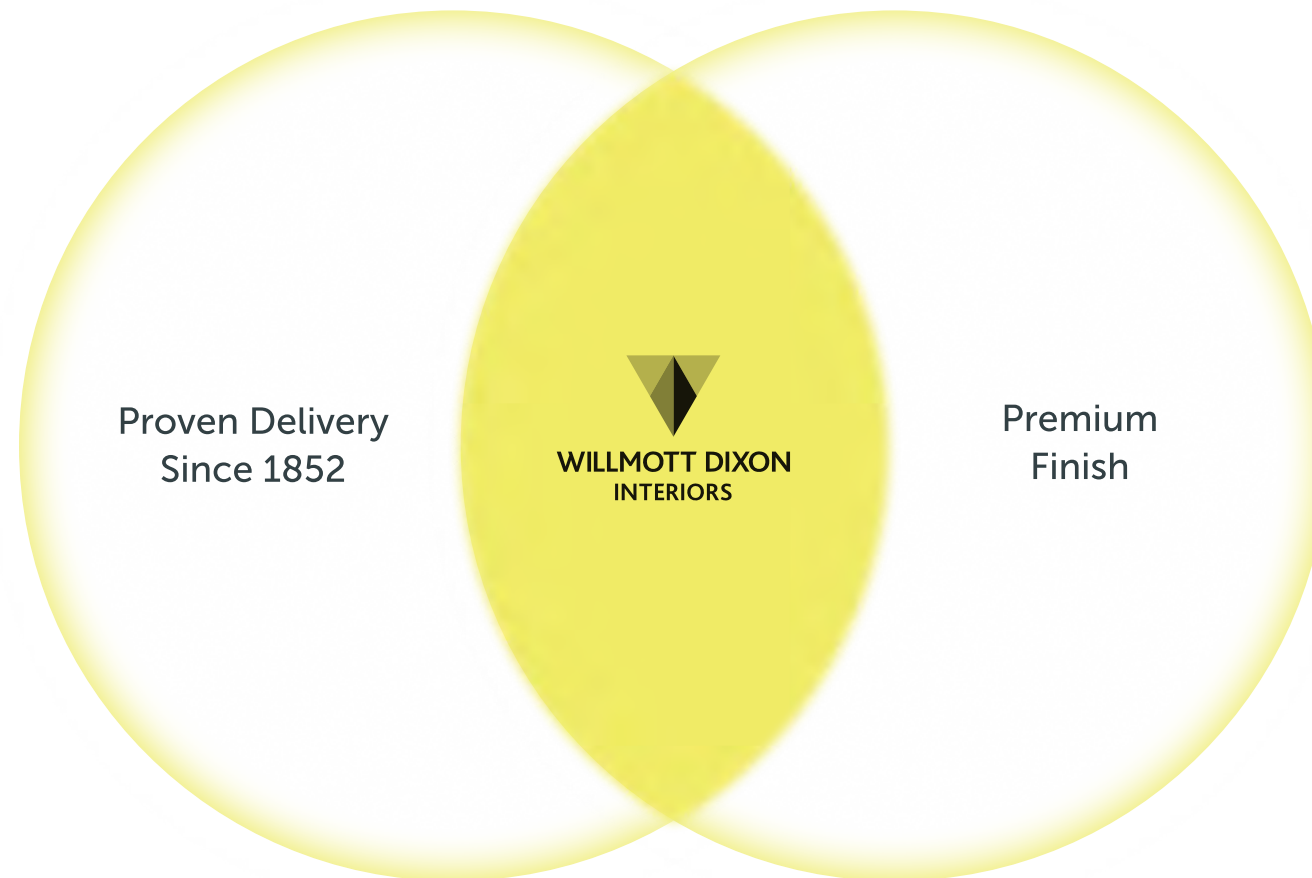 Proven Delivery
Since 1852
WILLMOTT DIXON
INTERIORS
Premium
Finish